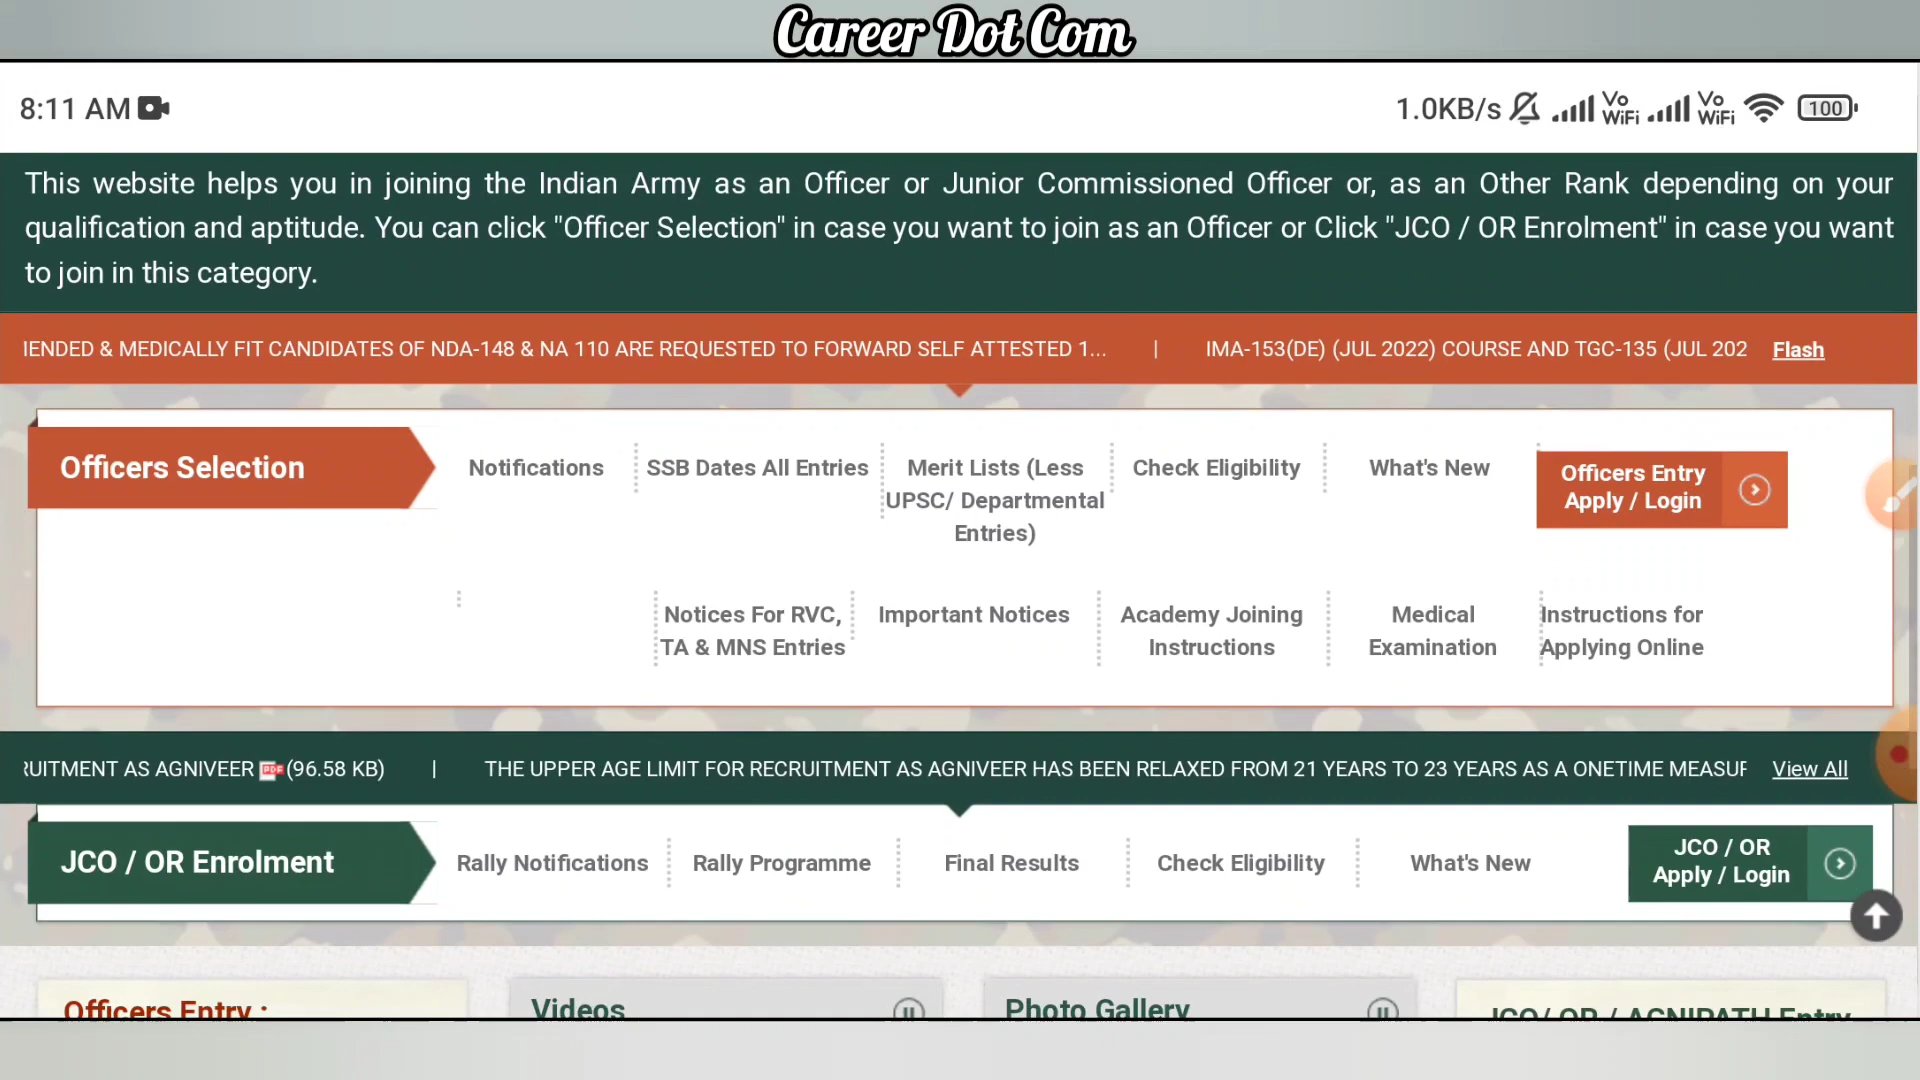 Career Dot Com
8:11 AM
1.0KB/s Vo WiFi Vo WiFi 100
This website helps you in joining the Indian Army as an Officer or Junior Commissioned Officer or, as an Other Rank depending on your
qualification and aptitude. You can click "Officer Selection" in case you want to join as an Officer or Click "JCO / OR Enrolment" in case you want
to join in this category.
IENDED & MEDICALLY FIT CANDIDATES OF NDA-148 & NA 110 ARE REQUESTED TO FORWARD SELF ATTESTED 1... | IMA-153(DE) (JUL 2022) COURSE AND TGC-135 (JUL 202 Flash
Officers Selection
Notifications
SSB Dates All Entries
Merit Lists (Less
UPSC/ Departmental
Entries)
Check Eligibility
What's New
Officers Entry
Apply / Login
Notices For RVC,
TA & MNS Entries
Important Notices
Academy Joining
Instructions
Medical
Examination
Instructions for
Applying Online
RUITMENT AS AGNIVEER PDF (96.58 KB) | THE UPPER AGE LIMIT FOR RECRUITMENT AS AGNIVEER HAS BEEN RELAXED FROM 21 YEARS TO 23 YEARS AS A ONETIME MEASUR View All
JCO / OR Enrolment
Rally Notifications
Rally Programme
Final Results
Check Eligibility
What's New
JCO / OR
Apply / Login
Officers Entry :
Videos
Photo Gallery
JCO/ OR / AGNIPATH Entry